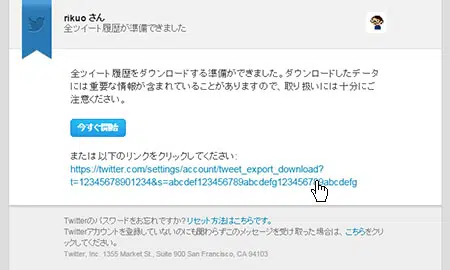 rikuo さん
全ツイート履歴が準備できました
全ツイート履歴をダウンロードする準備ができました。ダウンロードしたデータ
には重要な情報が含まれていることがありますので、取り扱いには十分にご
注意ください。
今すぐ開始
または以下のリンクをクリックしてください:
https://twitter.com/settings/account/tweet_export_download?
t=12345678901234&s=abcdef123456789abcdefg123456789abcdefg
Twitterのパスワードをお忘れですか？リセット方法はこちらです。
Twitterアカウントを登録していないのにも関わらずこのメッセージを受け取った場合は、こちらをク
リックしてください。
Twitter, Inc. 1355 Market St., Suite 900 San Francisco, CA 94103